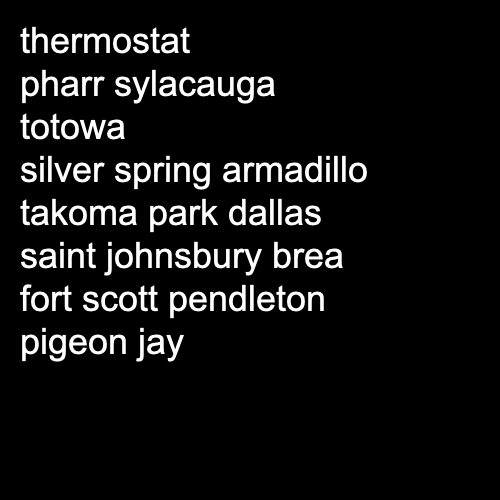 thermostat
pharr sylacauga
totowa
silver spring armadillo
takoma park dallas
saint johnsbury brea
fort scott pendleton
pigeon jay